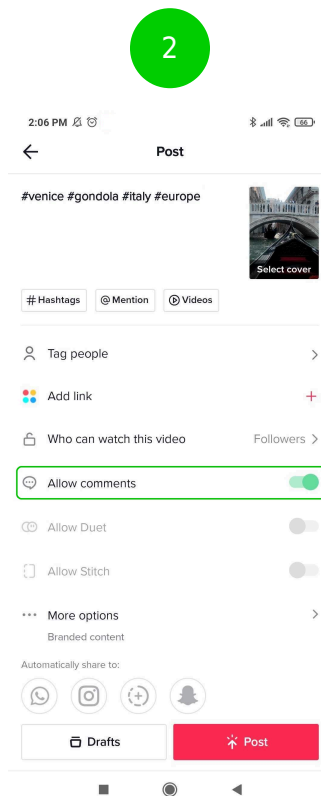 2
2:06 PM 66
Post
#venice #gondola #italy #europe
Select cover
# Hashtags @ Mention Videos
Tag people
Add link
Who can watch this video Followers
Allow comments
Allow Duet
Allow Stitch
More options
Branded content
Automatically share to:
Drafts Post